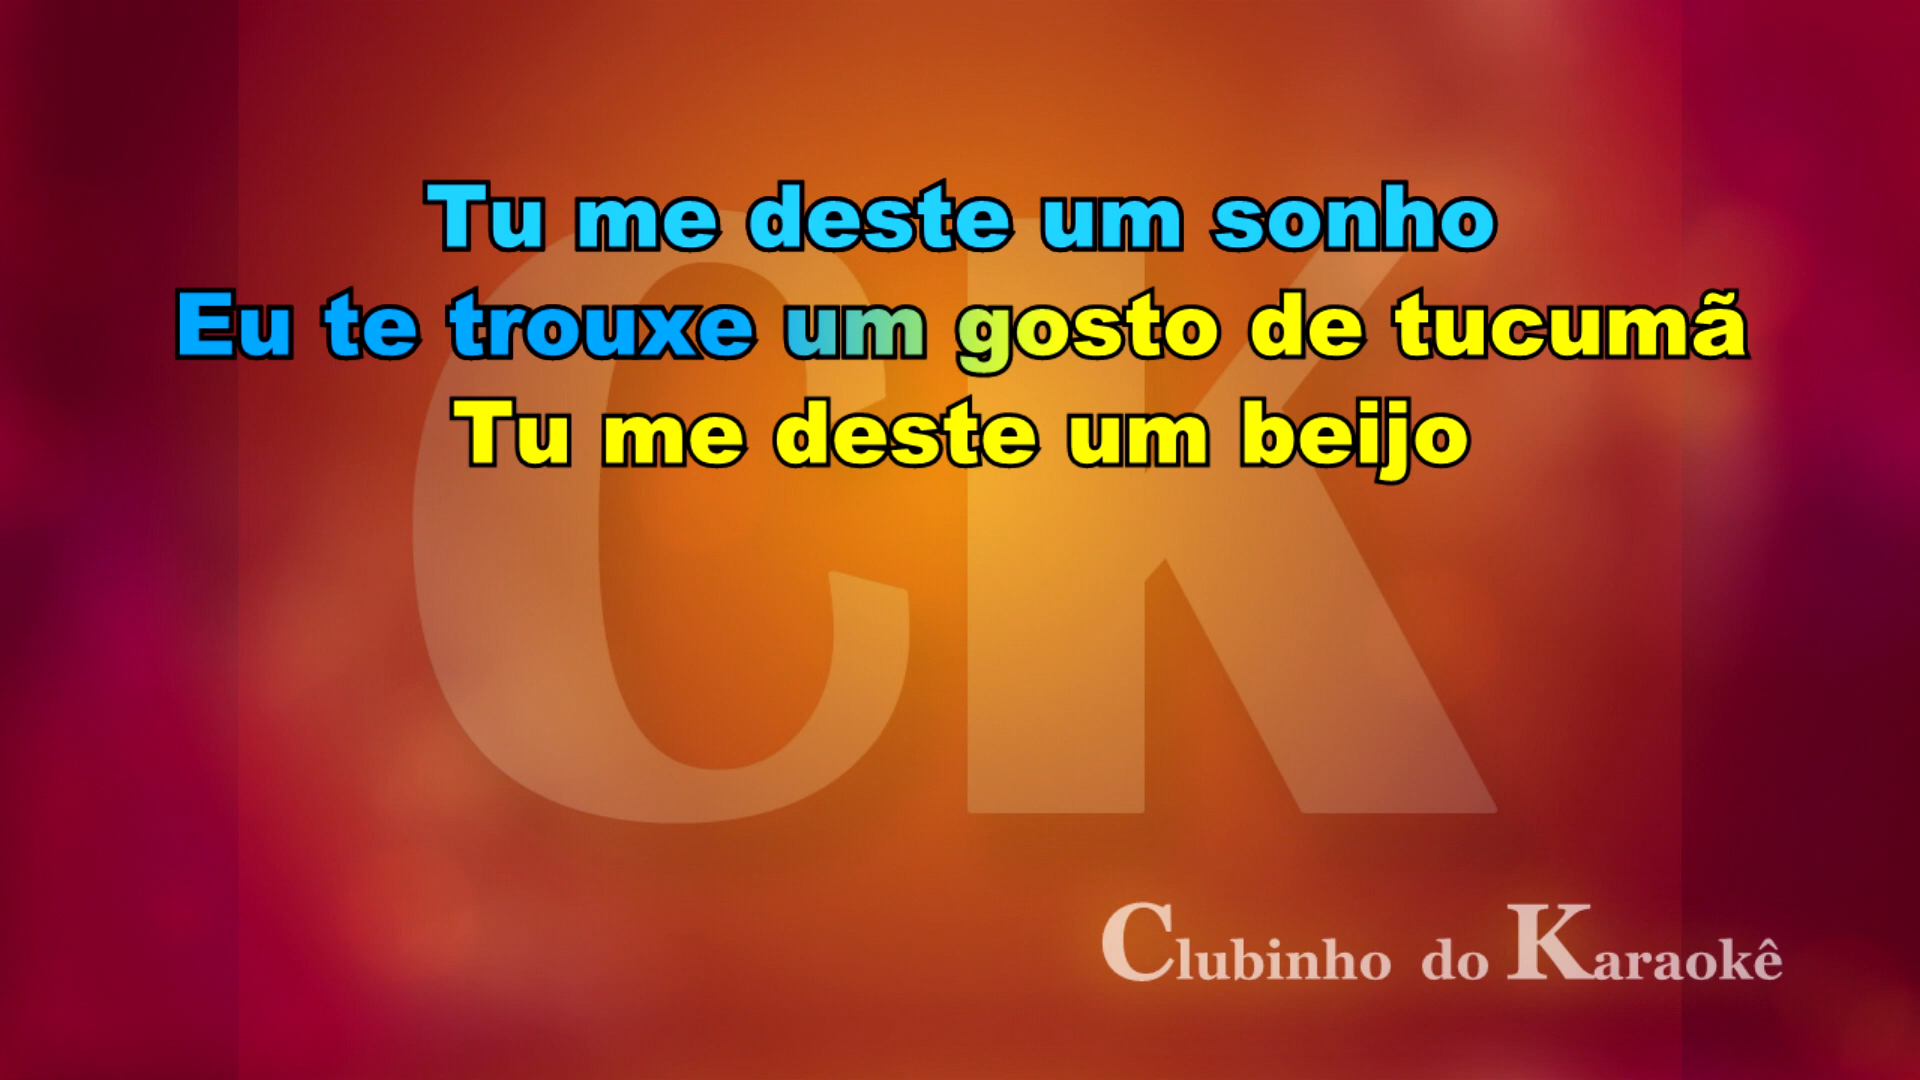 Tu me deste um sonho
Eu te trouxe um gosto de tucumã
Tu me deste um beijo
CK
Clubinho do Karaokê